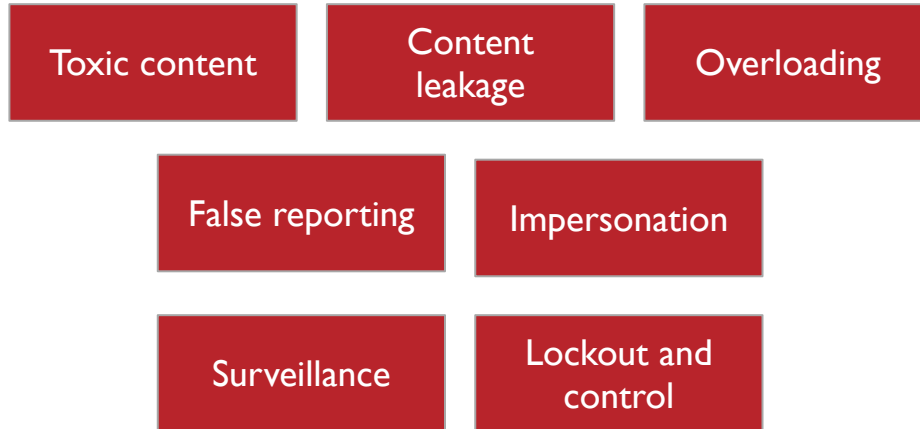 Toxic content
Content
leakage
Overloading
False reporting
Impersonation
Surveillance
Lockout and
control